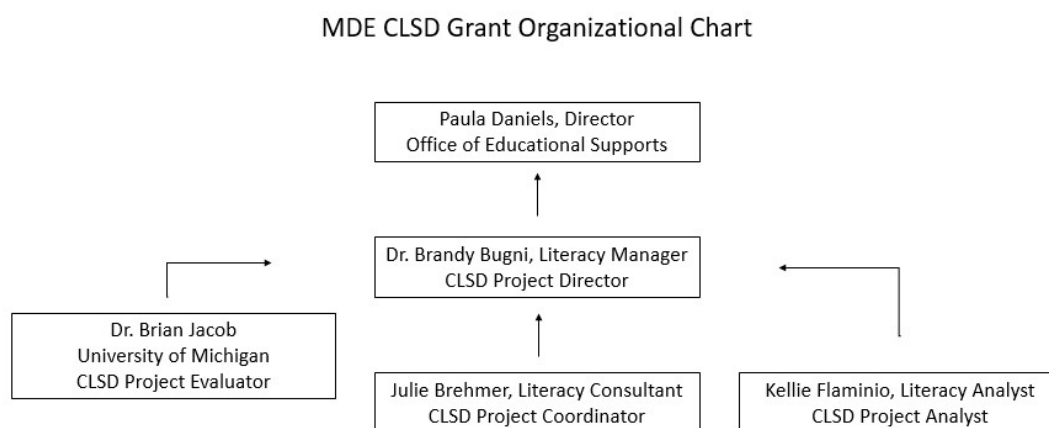 MDE CLSD Grant Organizational Chart
Paula Daniels, Director
Office of Educational Supports
Dr. Brandy Bugni, Literacy Manager
CLSD Project Director
Dr. Brian Jacob
University of Michigan
CLSD Project Evaluator
Julie Brehmer, Literacy Consultant
CLSD Project Coordinator
Kellie Flaminio, Literacy Analyst
CLSD Project Analyst